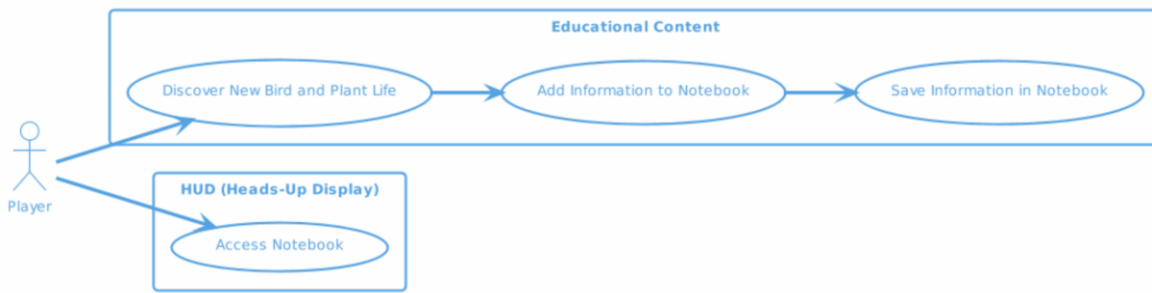 Educational Content
Discover New Bird and Plant Life
Add Information to Notebook
Save Information in Notebook
Player
HUD (Heads-Up Display)
Access Notebook